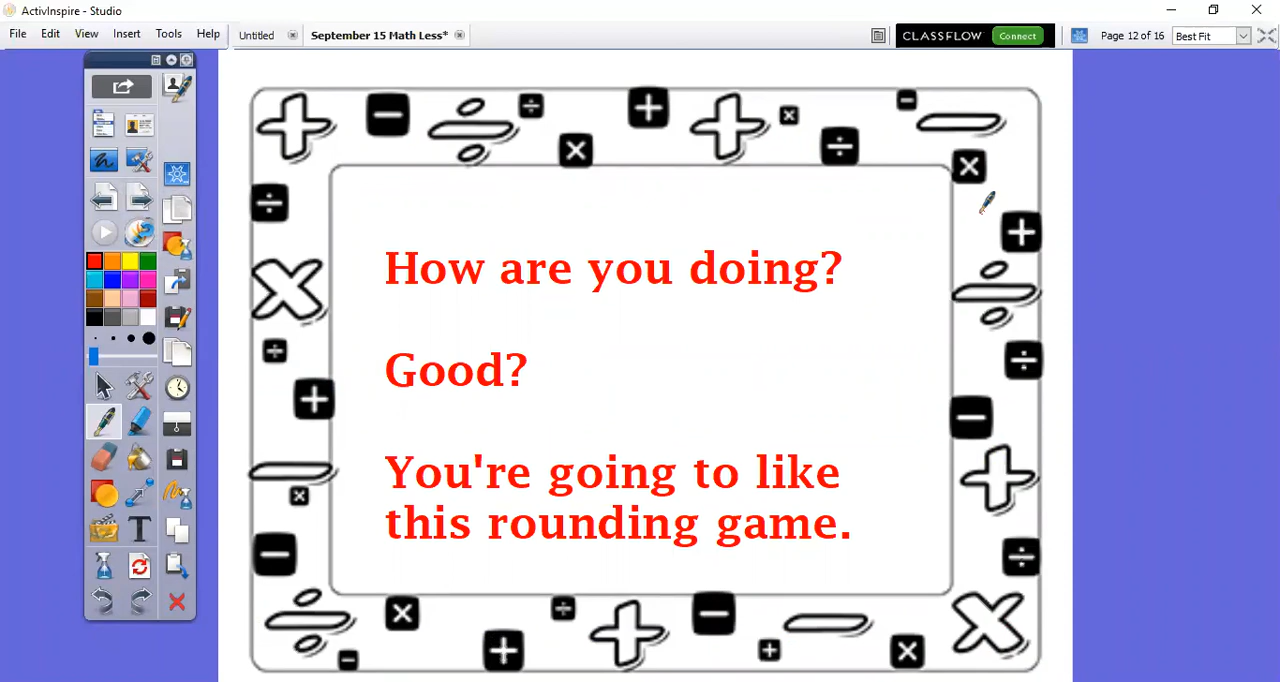 ActivInspire - Studio
File Edit View Insert Tools Help
Untitled
September 15 Math Less*
CLASSFLOW Connect
Page 12 of 16
Best Fit
How are you doing?
Good?
You're going to like
this rounding game.